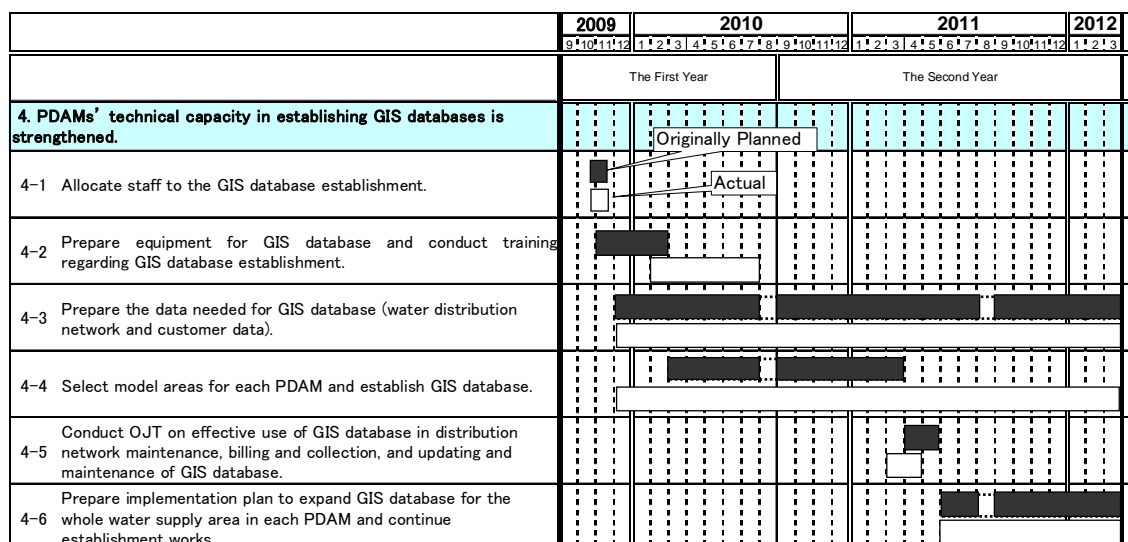 2009 2010 2011 2012
9 10 11 12 1 2 3 4 5 6 7 8 9 10 11 12 1 2 3 4 5 6 7 8 9 10 11 12 1 2 3
The First Year The Second Year
4. PDAMs' technical capacity in establishing GIS databases is
strengthened.
Originally Planned
4-1 Allocate staff to the GIS database establishment.
Actual
4-2 Prepare equipment for GIS database and conduct training
regarding GIS database establishment.
4-3 Prepare the data needed for GIS database (water distribution
network and customer data).
4-4 Select model areas for each PDAM and establish GIS database.
4-5 Conduct OJT on effective use of GIS database in distribution
network maintenance, billing and collection, and updating and
maintenance of GIS database.
4-6 Prepare implementation plan to expand GIS database for the
whole water supply area in each PDAM and continue
establishment works